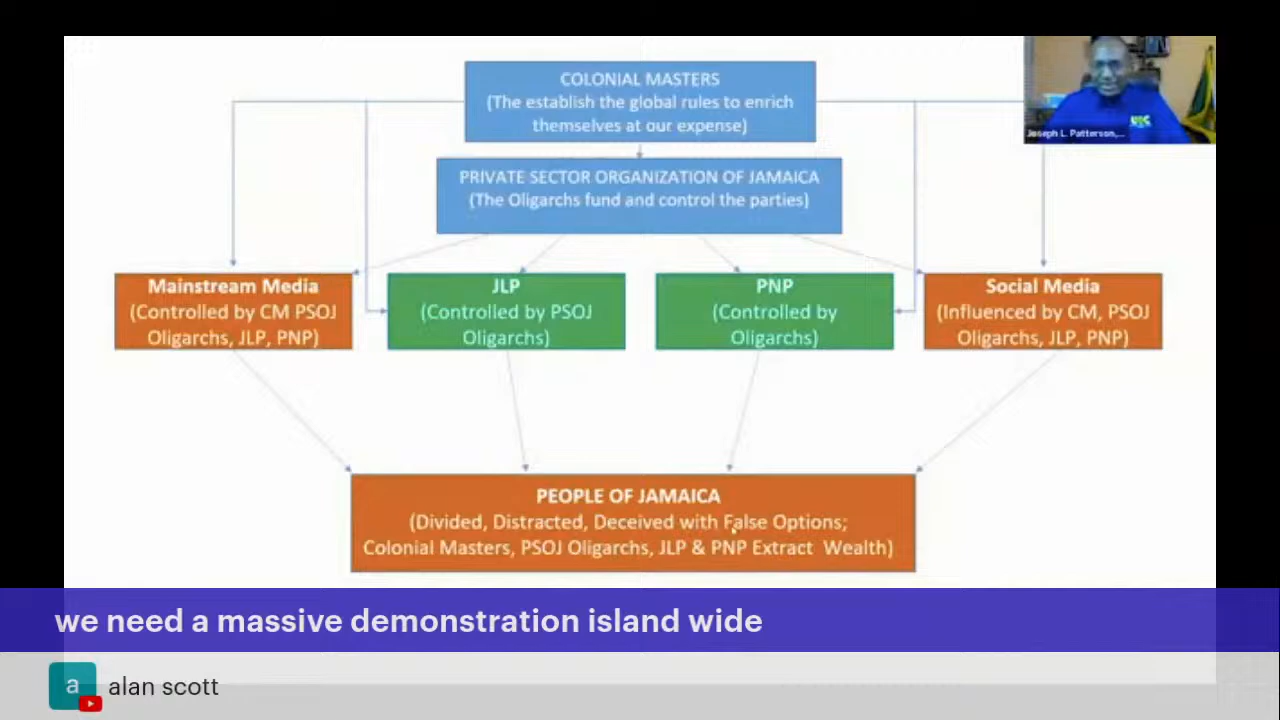 COLONIAL MASTERS
(The establish the global rules to enrich
themselves at our expense)
Joseph L. Patterson,...
PRIVATE SECTOR ORGANIZATION OF JAMAICA
(The Oligarchs fund and control the parties)
Mainstream Media
(Controlled by CM PSOJ
Oligarchs, JLP, PNP)
JLP
(Controlled by PSOJ
Oligarchs)
PNP
(Controlled by
Oligarchs)
Social Media
(Influenced by CM, PSOJ
Oligarchs, JLP, PNP)
PEOPLE OF JAMAICA
(Divided, Distracted, Deceived with False Options;
Colonial Masters, PSOJ Oligarchs, JLP & PNP Extract Wealth)
we need a massive demonstration island wide
a
alan scott